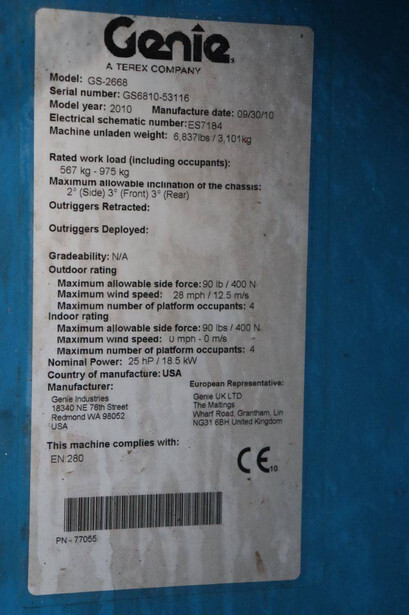 Genie
A TEREX COMPANY
Model: GS-2668
Serial number: GS6810-53116
Model year: 2010 Manufacture date: 09/30/10
Electrical schematic number: ES7184
Machine unladen weight: 6,837lbs / 3,101kg
Rated work load (including occupants):
567 kg - 975 kg
Maximum allowable inclination of the chassis:
2° (Side) 3° (Front) 3° (Rear)
Outriggers Retracted:
Outriggers Deployed:
Gradeability: N/A
Outdoor rating
Maximum allowable side force: 90 lb / 400 N
Maximum wind speed: 28 mph / 12.5 m/s
Maximum number of platform occupants: 4
Indoor rating
Maximum allowable side force: 90 lbs / 400 N
Maximum wind speed: 0 mph - 0 m/s
Maximum number of platform occupants: 4
Nominal Power: 25 hP / 18.5 kW
Country of manufacture: USA
Manufacturer:
Genie Industries
18340 NE 76th Street
Redmond WA 98052
USA
European Representative:
Genie UK LTD
The Maltings
Wharf Road, Grantham, Lin
NG31 6BH United Kingdom
This machine complies with:
EN:280
CE 10
PN - 77055